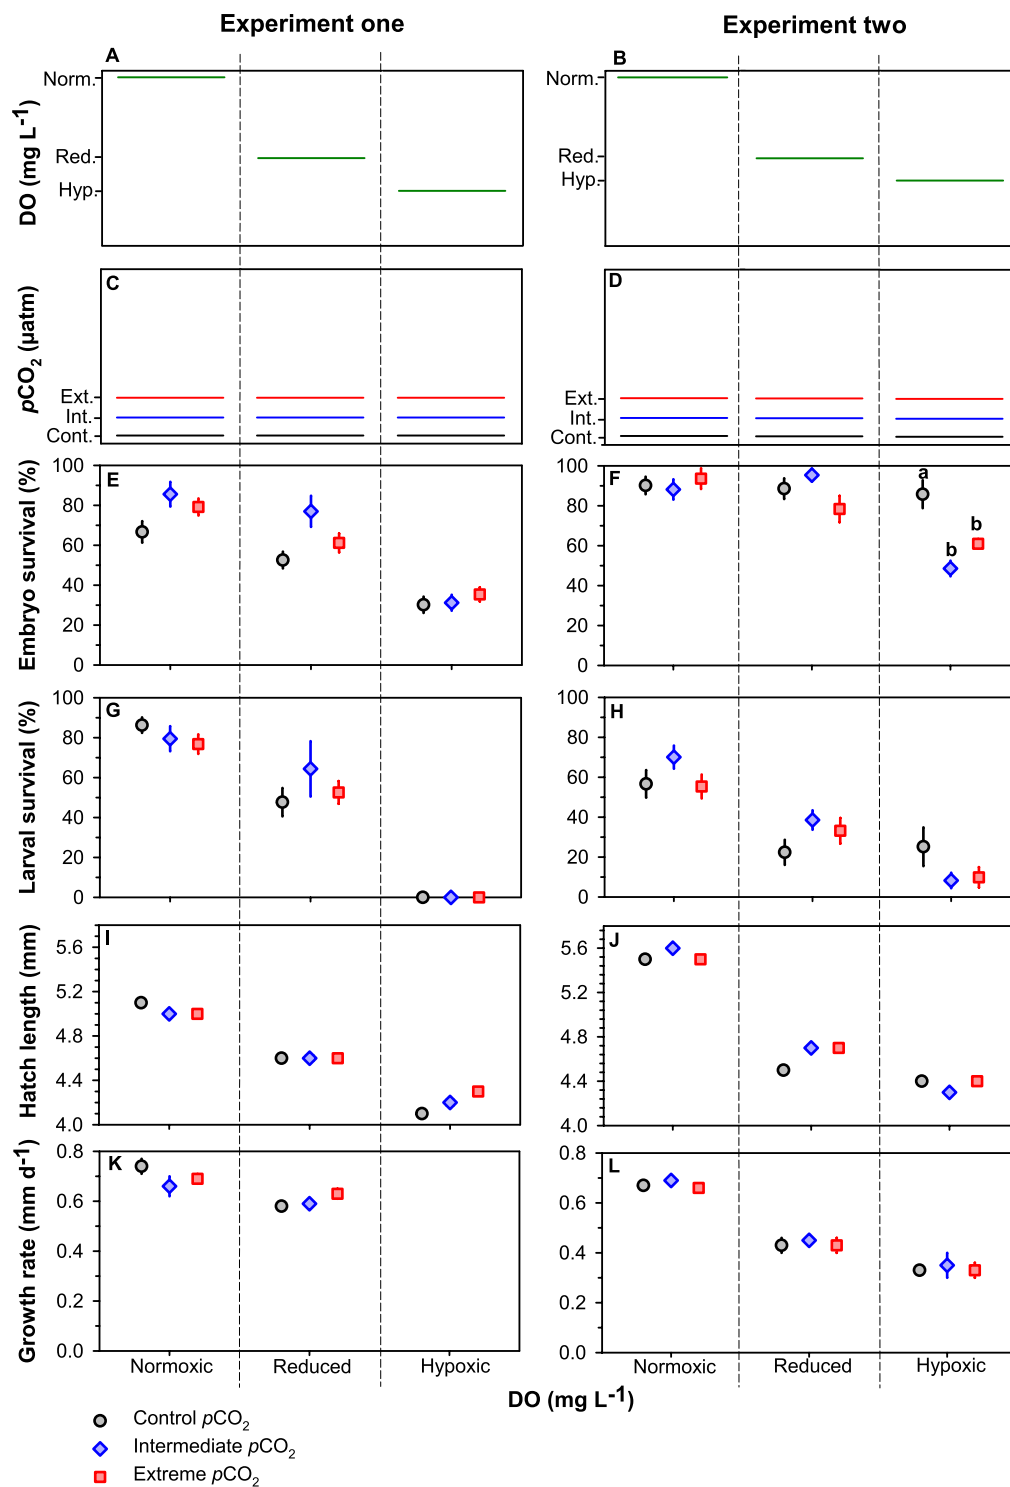 Experiment one
Experiment two
A
B
Norm.
Red.
Hyp.
DO (mg L-1)
Norm.
Red.
Hyp.
C
D
pCO2 (µatm)
Ext.
Int.
Cont.
Ext.
Int.
Cont.
Embryo survival (%)
100
80
60
40
20
0
E
100
80
60
40
20
0
F
a
b
b
Larval survival (%)
100
80
60
40
20
0
G
100
80
60
40
20
0
H
Hatch length (mm)
5.6
5.2
4.8
4.4
4.0
I
5.6
5.2
4.8
4.4
4.0
J
Growth rate (mm d-1)
0.8
0.6
0.4
0.2
0.0
K
0.8
0.6
0.4
0.2
0.0
L
Normoxic Reduced Hypoxic
Normoxic Reduced Hypoxic
DO (mg L-1)
Control pCO2
Intermediate pCO2
Extreme pCO2